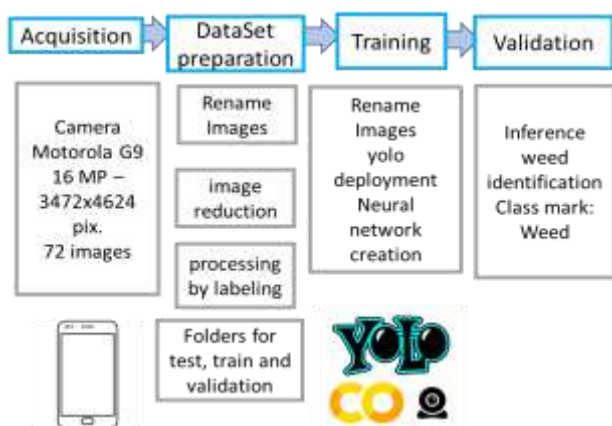 Acquisition
DataSet
preparation
Training
Validation
Camera
Motorola G9
16 MP –
3472x4624
pix.
72 images
Rename
Images
image
reduction
processing
by labeling
Folders for
test, train and
validation
Rename
Images
yolo
deployment
Neural
network
creation
Inference
weed
identification
Class mark:
Weed
YOLO
CO